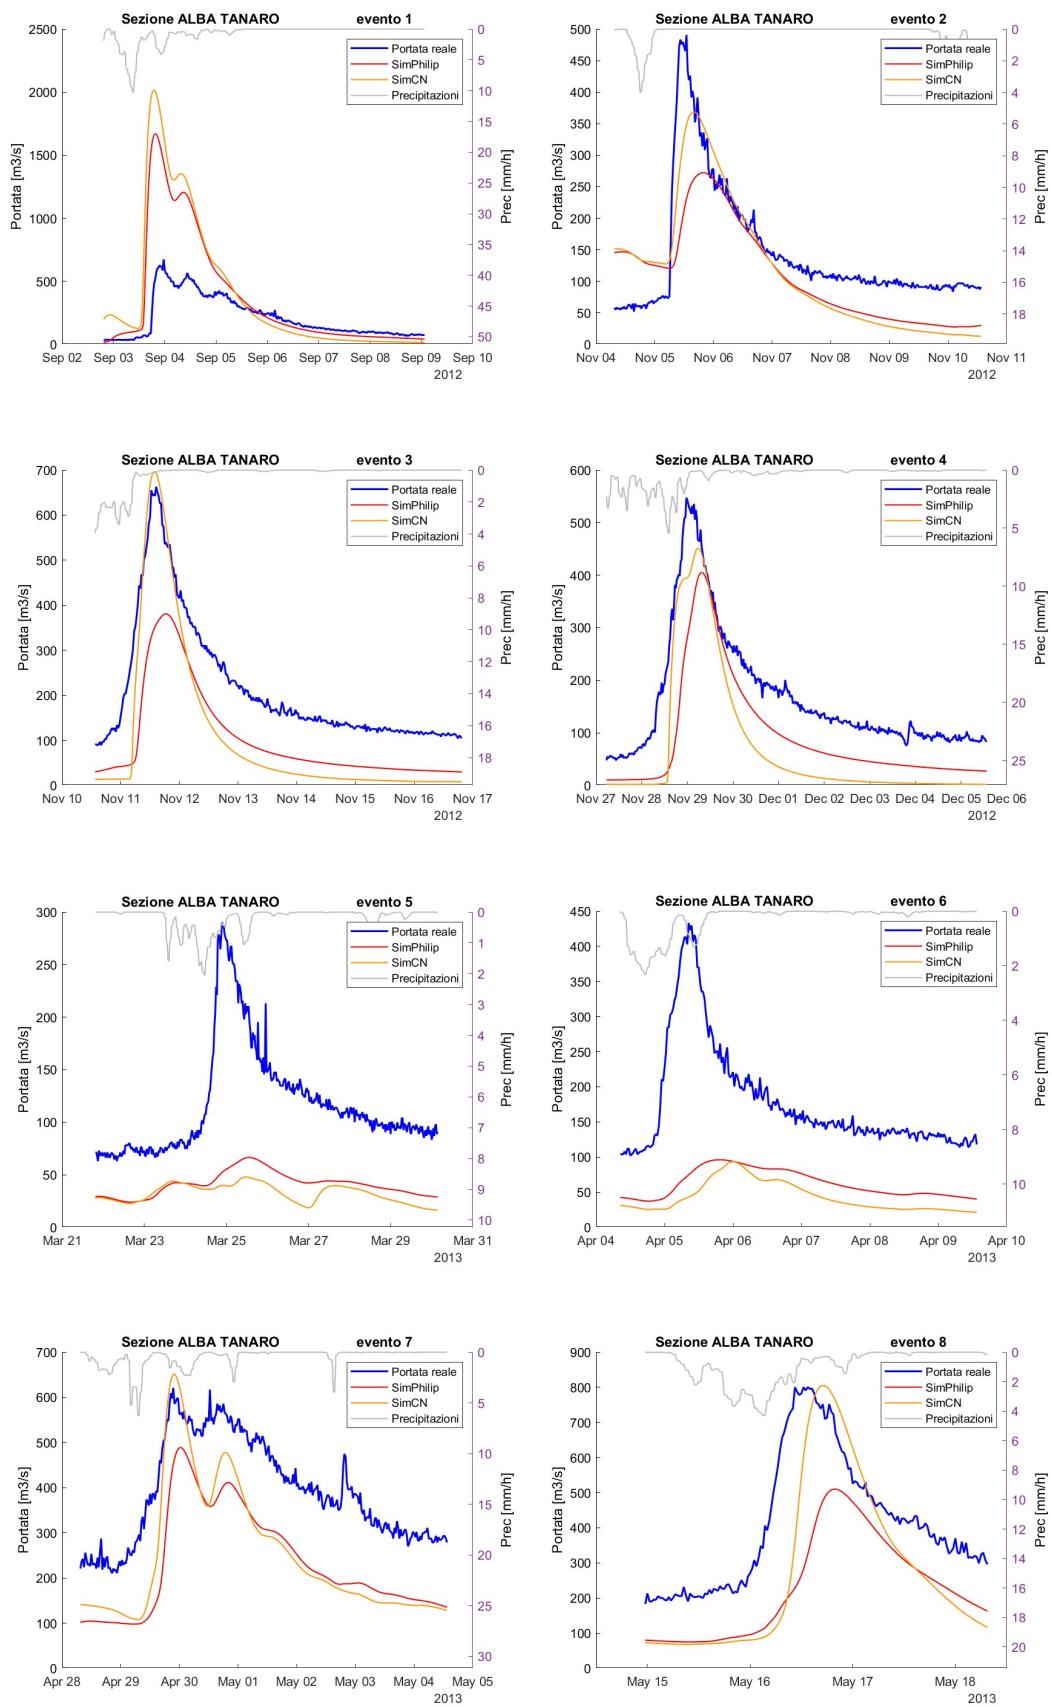 Sezione ALBA TANARO evento 1
Portata [m3/s]
2500
2000
1500
1000
500
0
Portata reale
SimPhilip
SimCN
Precipitazioni
0
5
10
15
20
25
30
35
40
45
50
Prec [mm/h]
Sep 02 Sep 03 Sep 04 Sep 05 Sep 06 Sep 07 Sep 08 Sep 09 Sep 10
2012
Sezione ALBA TANARO evento 2
Portata [m3/s]
500
450
400
350
300
250
200
150
100
50
0
Portata reale
SimPhilip
SimCN
Precipitazioni
0
2
4
6
8
10
12
14
16
18
Prec [mm/h]
Nov 04 Nov 05 Nov 06 Nov 07 Nov 08 Nov 09 Nov 10 Nov 11
2012
Sezione ALBA TANARO evento 3
Portata [m3/s]
700
600
500
400
300
200
100
0
Portata reale
SimPhilip
SimCN
Precipitazioni
0
1
2
3
4
6
8
9
10
12
14
16
18
Prec [mm/h]
Nov 10 Nov 11 Nov 12 Nov 13 Nov 14 Nov 15 Nov 16 Nov 17
2012
Sezione ALBA TANARO evento 4
Portata [m3/s]
600
500
400
300
200
100
0
Portata reale
SimPhilip
SimCN
Precipitazioni
0
5
10
15
20
25
Prec [mm/h]
Nov 27 Nov 28 Nov 29 Nov 30 Dec 01 Dec 02 Dec 03 Dec 04 Dec 05 Dec 06
2012
Sezione ALBA TANARO evento 5
Portata [m3/s]
300
250
200
150
100
50
0
Portata reale
SimPhilip
SimCN
Precipitazioni
0
1
2
3
4
5
6
7
8
9
10
Prec [mm/h]
Mar 21 Mar 23 Mar 25 Mar 27 Mar 29 Mar 31
2013
Sezione ALBA TANARO evento 6
Portata [m3/s]
450
400
350
300
250
200
150
100
50
0
Portata reale
SimPhilip
SimCN
Precipitazioni
0
2
4
6
8
10
Prec [mm/h]
Apr 04 Apr 05 Apr 06 Apr 07 Apr 08 Apr 09 Apr 10
2013
Sezione ALBA TANARO evento 7
Portata [m3/s]
700
600
500
400
300
200
100
0
Portata reale
SimPhilip
SimCN
Precipitazioni
0
5
10
15
20
25
30
Prec [mm/h]
Apr 28 Apr 29 Apr 30 May 01 May 02 May 03 May 04 May 05
2013
Sezione ALBA TANARO evento 8
Portata [m3/s]
900
800
700
600
500
400
300
200
100
0
Portata reale
SimPhilip
SimCN
Precipitazioni
0
2
4
6
8
10
12
14
16
18
20
Prec [mm/h]
May 15 May 16 May 17 May 18
2013